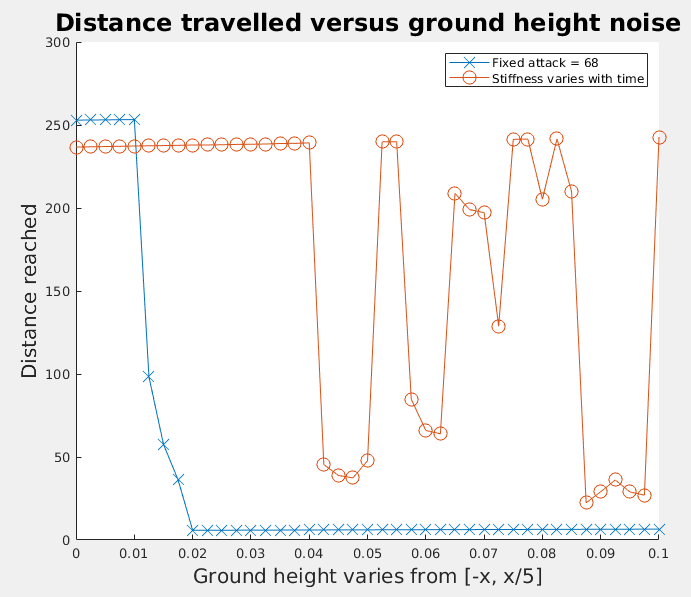 Distance travelled versus ground height noise
300
250
200
150
100
50
0
Distance reached
Fixed attack = 68
Stiffness varies with time
0 0.01 0.02 0.03 0.04 0.05 0.06 0.07 0.08 0.09 0.1
Ground height varies from [-x, x/5]